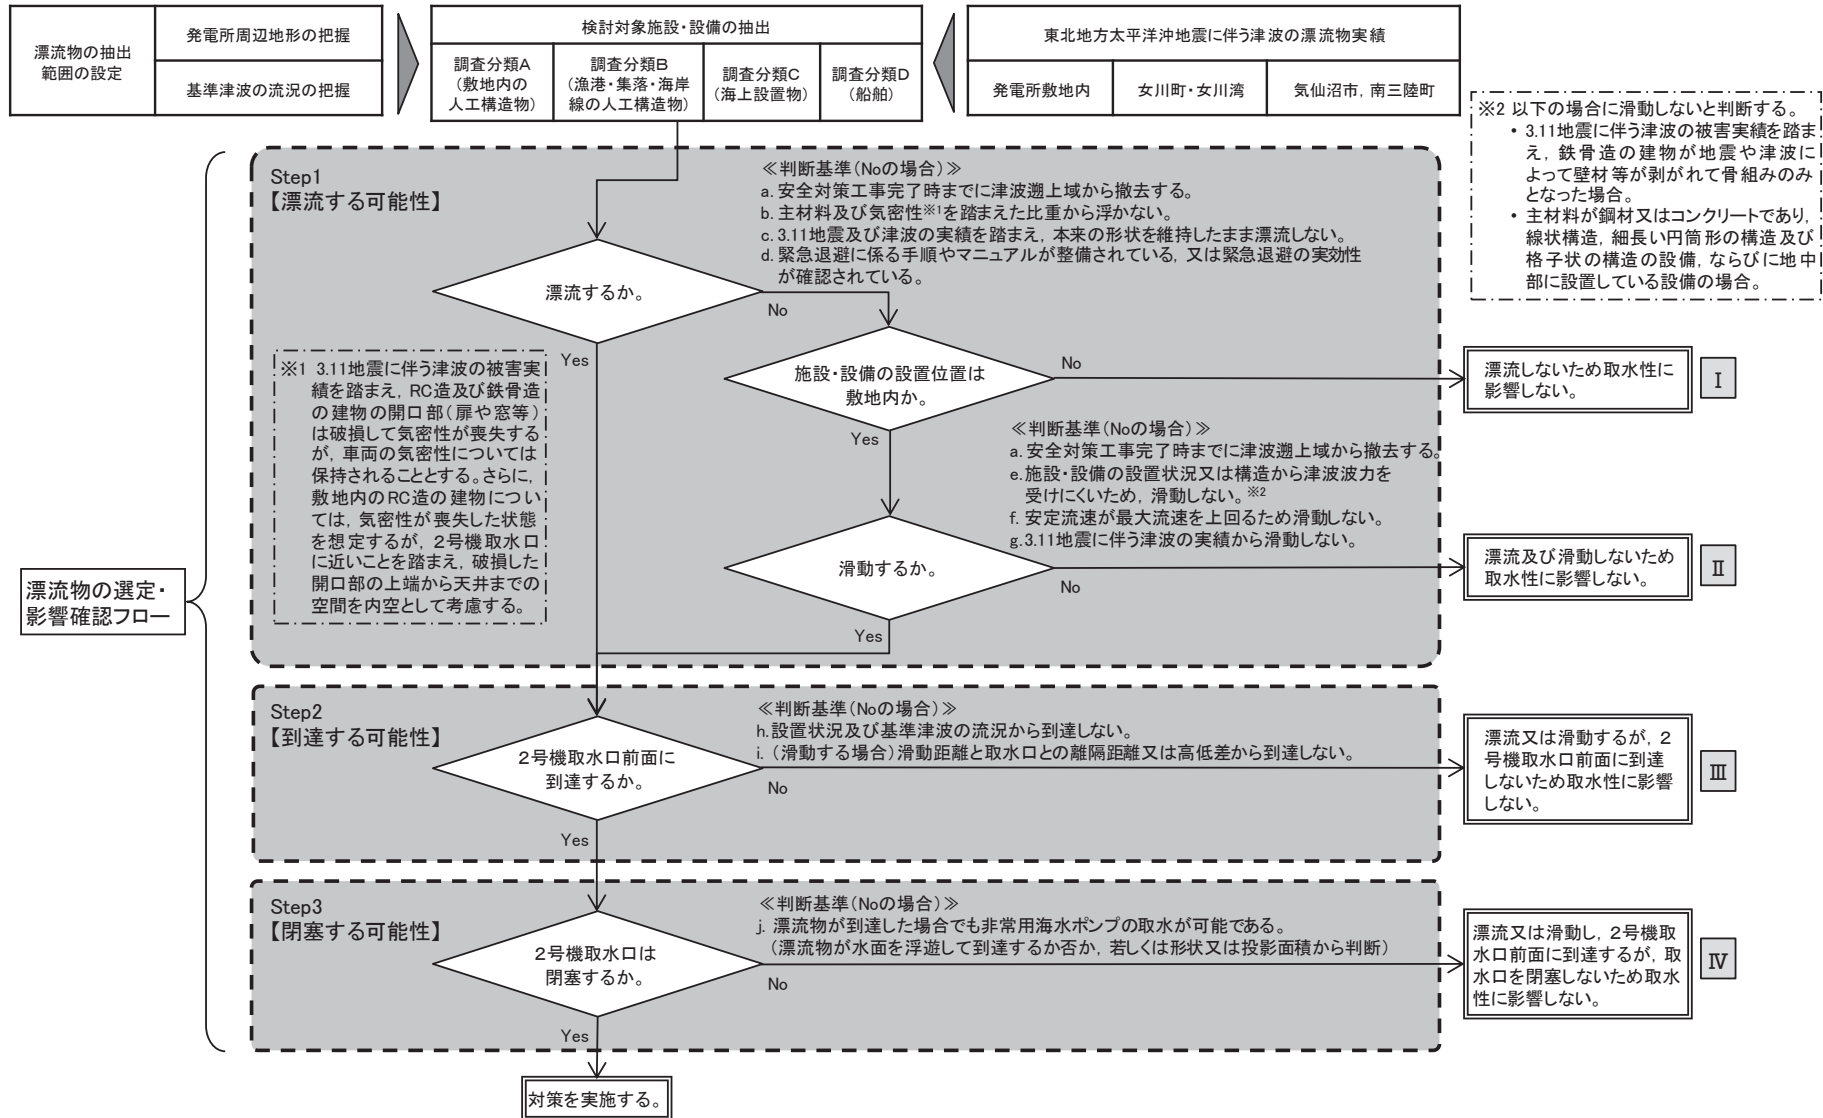 漂流物の抽出
範囲の設定
発電所周辺地形の把握
基準津波の流況の把握
検討対象施設・設備の抽出
調査分類A
(敷地内の
人工構造物)
調査分類B
(漁港・集落・海岸
線の人工構造物)
調査分類C
(海上設置物)
調査分類D
(船舶)
東北地方太平洋沖地震に伴う津波の漂流物実績
発電所敷地内
女川町・女川湾
気仙沼市，南三陸町
※2 以下の場合に滑動しないと判断する。
• 3.11地震に伴う津波の被害実績を踏ま
え，鉄骨造の建物が地震や津波に
よって壁材等が剥がれて骨組みのみ
となった場合。
• 主材料が鋼材又はコンクリートであり，
線状構造，細長い円筒形の構造及び
格子状の構造の設備，ならびに地中
部に設置している設備の場合。
Step1
【漂流する可能性】
≪判断基準(Noの場合)≫
a. 安全対策工事完了時までに津波遡上域から撤去する。
b. 主材料及び気密性※1を踏まえた比重から浮かない。
c. 3.11地震及び津波の実績を踏まえ，本来の形状を維持したまま漂流しない。
d. 緊急退避に係る手順やマニュアルが整備されている，又は緊急退避の実効性
が確認されている。
漂流するか。
No
Yes
※1 3.11地震に伴う津波の被害実
績を踏まえ，RC造及び鉄骨造
の建物の開口部(扉や窓等)
は破損して気密性が喪失する
が，車両の気密性については
保持されることとする。さらに，
敷地内のRC造の建物につい
ては，気密性が喪失した状態
を想定するが，2号機取水口
に近いことを踏まえ，破損した
開口部の上端から天井までの
空間を内空として考慮する。
施設・設備の設置位置は
敷地内か。
No
Yes
漂流しないため取水性に
影響しない。
Ⅰ
≪判断基準(Noの場合)≫
a. 安全対策工事完了時までに津波遡上域から撤去する。
e. 施設・設備の設置状況又は構造から津波波力を
受けにくいため，滑動しない。※2
f. 安定流速が最大流速を上回るため滑動しない。
g. 3.11地震に伴う津波の実績から滑動しない。
滑動するか。
No
Yes
漂流及び滑動しないため
取水性に影響しない。
Ⅱ
漂流物の選定・
影響確認フロー
Step2
【到達する可能性】
≪判断基準(Noの場合)≫
h. 設置状況及び基準津波の流況から到達しない。
i. (滑動する場合)滑動距離と取水口との離隔距離又は高低差から到達しない。
2号機取水口前面に
到達するか。
No
Yes
漂流又は滑動するが，2
号機取水口前面に到達
しないため取水性に影響
しない。
Ⅲ
Step3
【閉塞する可能性】
≪判断基準(Noの場合)≫
j. 漂流物が到達した場合でも非常用海水ポンプの取水が可能である。
(漂流物が水面を浮遊して到達するか否か，若しくは形状又は投影面積から判断)
2号機取水口は
閉塞するか。
No
Yes
漂流又は滑動し，2号機取
水口前面に到達するが，取
水口を閉塞しないため取水
性に影響しない。
Ⅳ
対策を実施する。